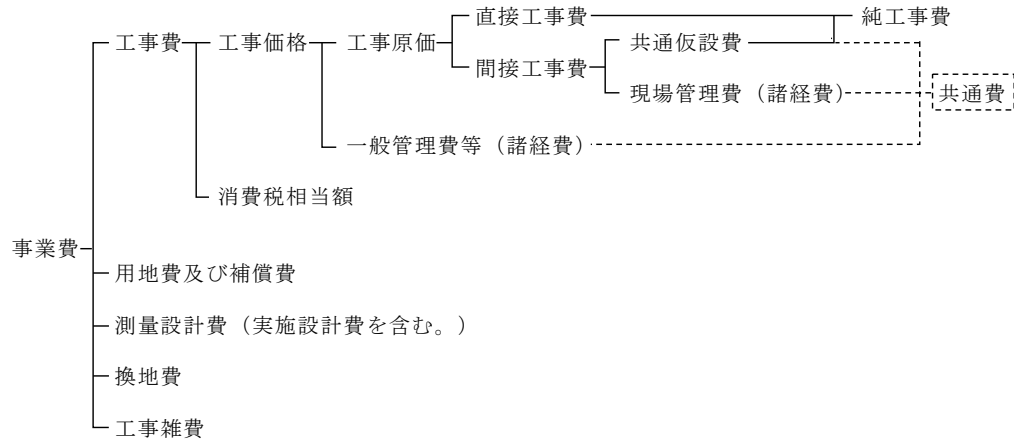 直接工事費
純工事費
工事費
工事価格
工事原価
共通仮設費
間接工事費
現場管理費（諸経費）
共通費
一般管理費等（諸経費）
消費税相当額
事業費
用地費及び補償費
測量設計費（実施設計費を含む。）
換地費
工事雑費